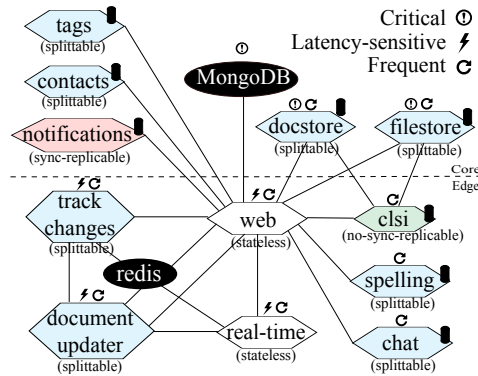 Critical
Latency-sensitive
Frequent
tags
(splittable)
contacts
(splittable)
notifications
(sync-replicable)
MongoDB
docstore
(splittable)
filestore
(splittable)
Core
Edge
track
changes
(splittable)
web
(stateless)
clsi
(no-sync-replicable)
redis
spelling
(splittable)
document
updater
(splittable)
real-time
(stateless)
chat
(splittable)